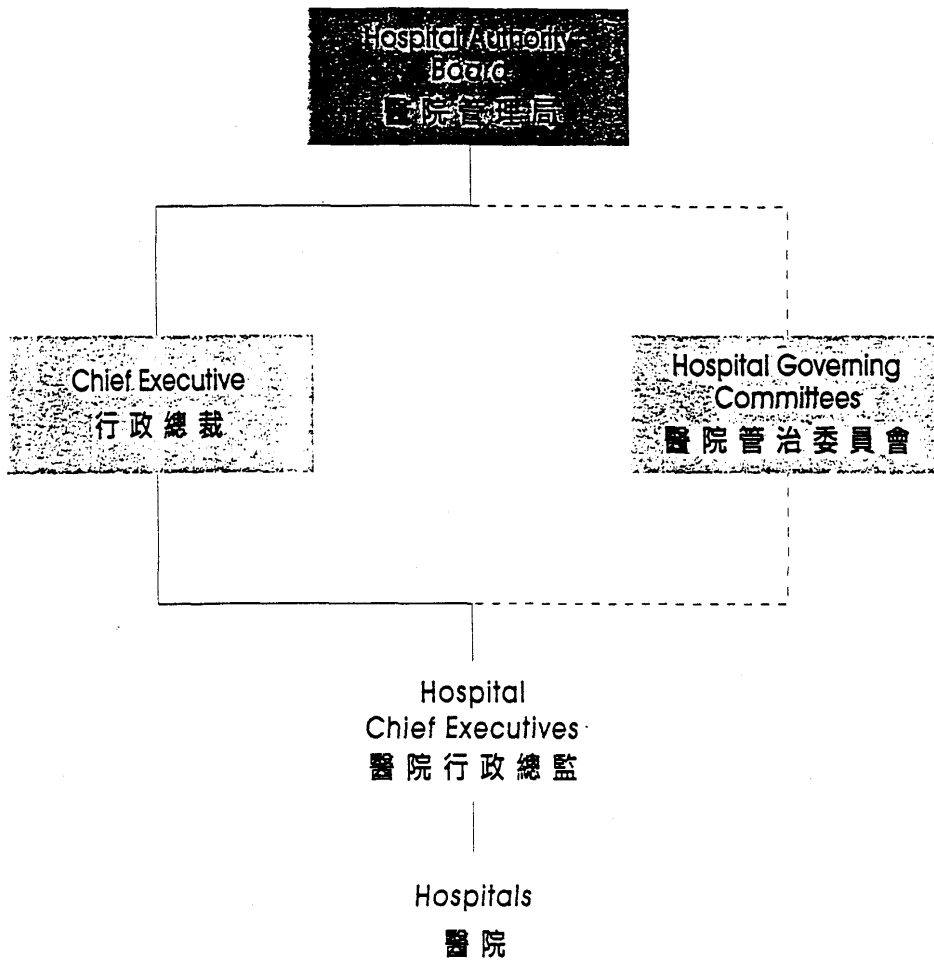 Hospital Authority
Board
醫院管理局
Chief Executive
行政總裁
Hospital Governing
Committees
醫院管治委員會
Hospital
Chief Executives
醫院行政總監
Hospitals
醫院